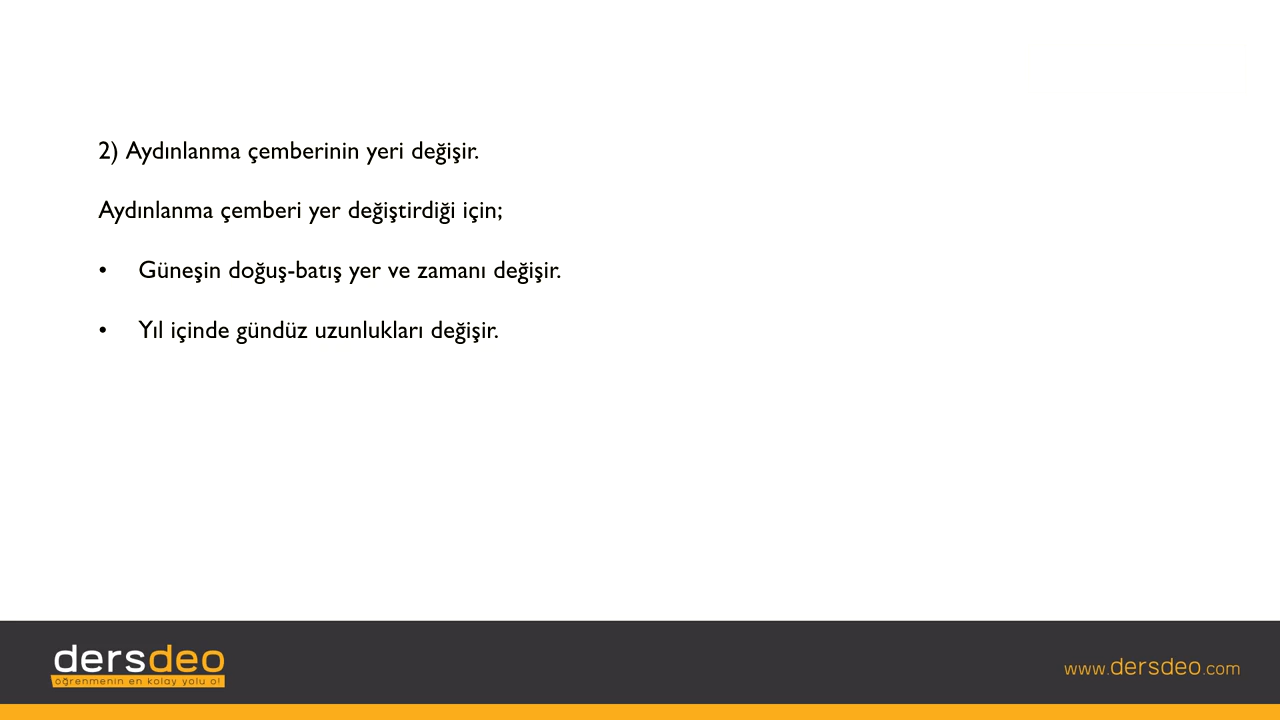 2) Aydınlanma çemberinin yeri değişir.
Aydınlanma çemberi yer değiştirdiği için;
• Güneşin doğuş-batış yer ve zamanı değişir.
• Yıl içinde gündüz uzunlukları değişir.
dersdeo
öğrenmenin en kolay yolu o!
www.dersdeo.com